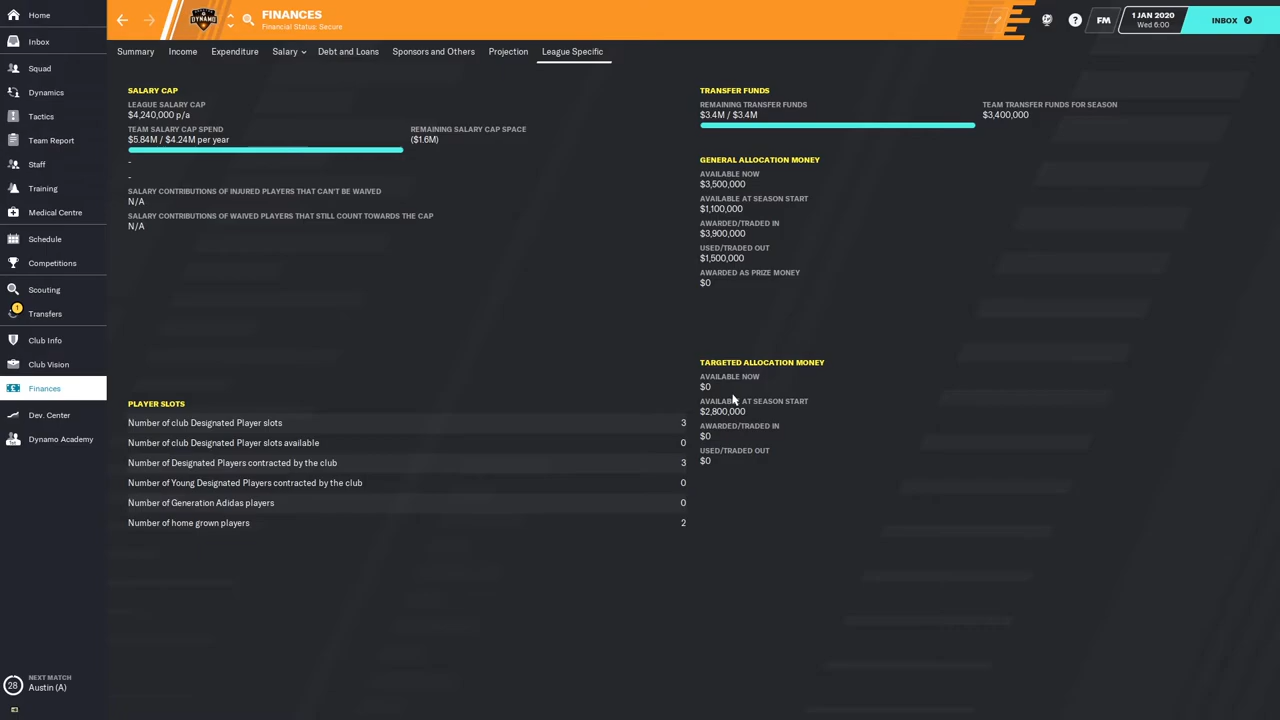 Home
Inbox
Squad
Dynamics
Tactics
Team Report
Staff
Training
Medical Centre
Schedule
Competitions
Scouting
1
Transfers
Club Info
Club Vision
Finances
Dev. Center
Dynamo Academy
28
NEXT MATCH
Austin (A)
DYNAMO
FINANCES
Financial Status: Secure
?
FM
1 JAN 2020
Wed 6:00
INBOX
Summary
Income
Expenditure
Salary
Debt and Loans
Sponsors and Others
Projection
League Specific
SALARY CAP
LEAGUE SALARY CAP
$4,240,000 p/a
TEAM SALARY CAP SPEND
$5.84M / $4.24M per year
REMAINING SALARY CAP SPACE
($1.6M)
-
-
SALARY CONTRIBUTIONS OF INJURED PLAYERS THAT CAN'T BE WAIVED
N/A
SALARY CONTRIBUTIONS OF WAIVED PLAYERS THAT STILL COUNT TOWARDS THE CAP
N/A
PLAYER SLOTS
Number of club Designated Player slots 3
Number of club Designated Player slots available 0
Number of Designated Players contracted by the club 3
Number of Young Designated Players contracted by the club 0
Number of Generation Adidas players 0
Number of home grown players 2
TRANSFER FUNDS
REMAINING TRANSFER FUNDS
$3.4M / $3.4M
TEAM TRANSFER FUNDS FOR SEASON
$3,400,000
GENERAL ALLOCATION MONEY
AVAILABLE NOW
$3,500,000
AVAILABLE AT SEASON START
$1,100,000
AWARDED/TRADED IN
$3,900,000
USED/TRADED OUT
$1,500,000
AWARDED AS PRIZE MONEY
$0
TARGETED ALLOCATION MONEY
AVAILABLE NOW
$0
AVAILABLE AT SEASON START
$2,800,000
AWARDED/TRADED IN
$0
USED/TRADED OUT
$0